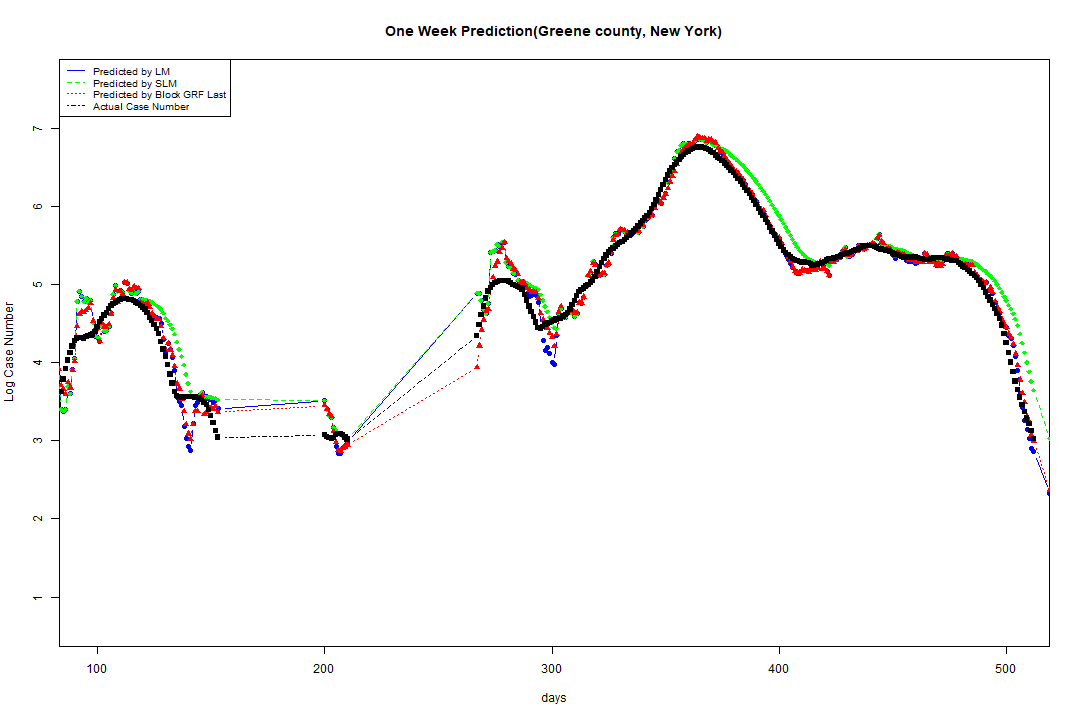 One Week Prediction(Greene county, New York)
Predicted by LM
Predicted by SLM
Predicted by Block GRF Last
Actual Case Number
7
6
5
4
3
2
1
Log Case Number
100 200 300 400 500
days